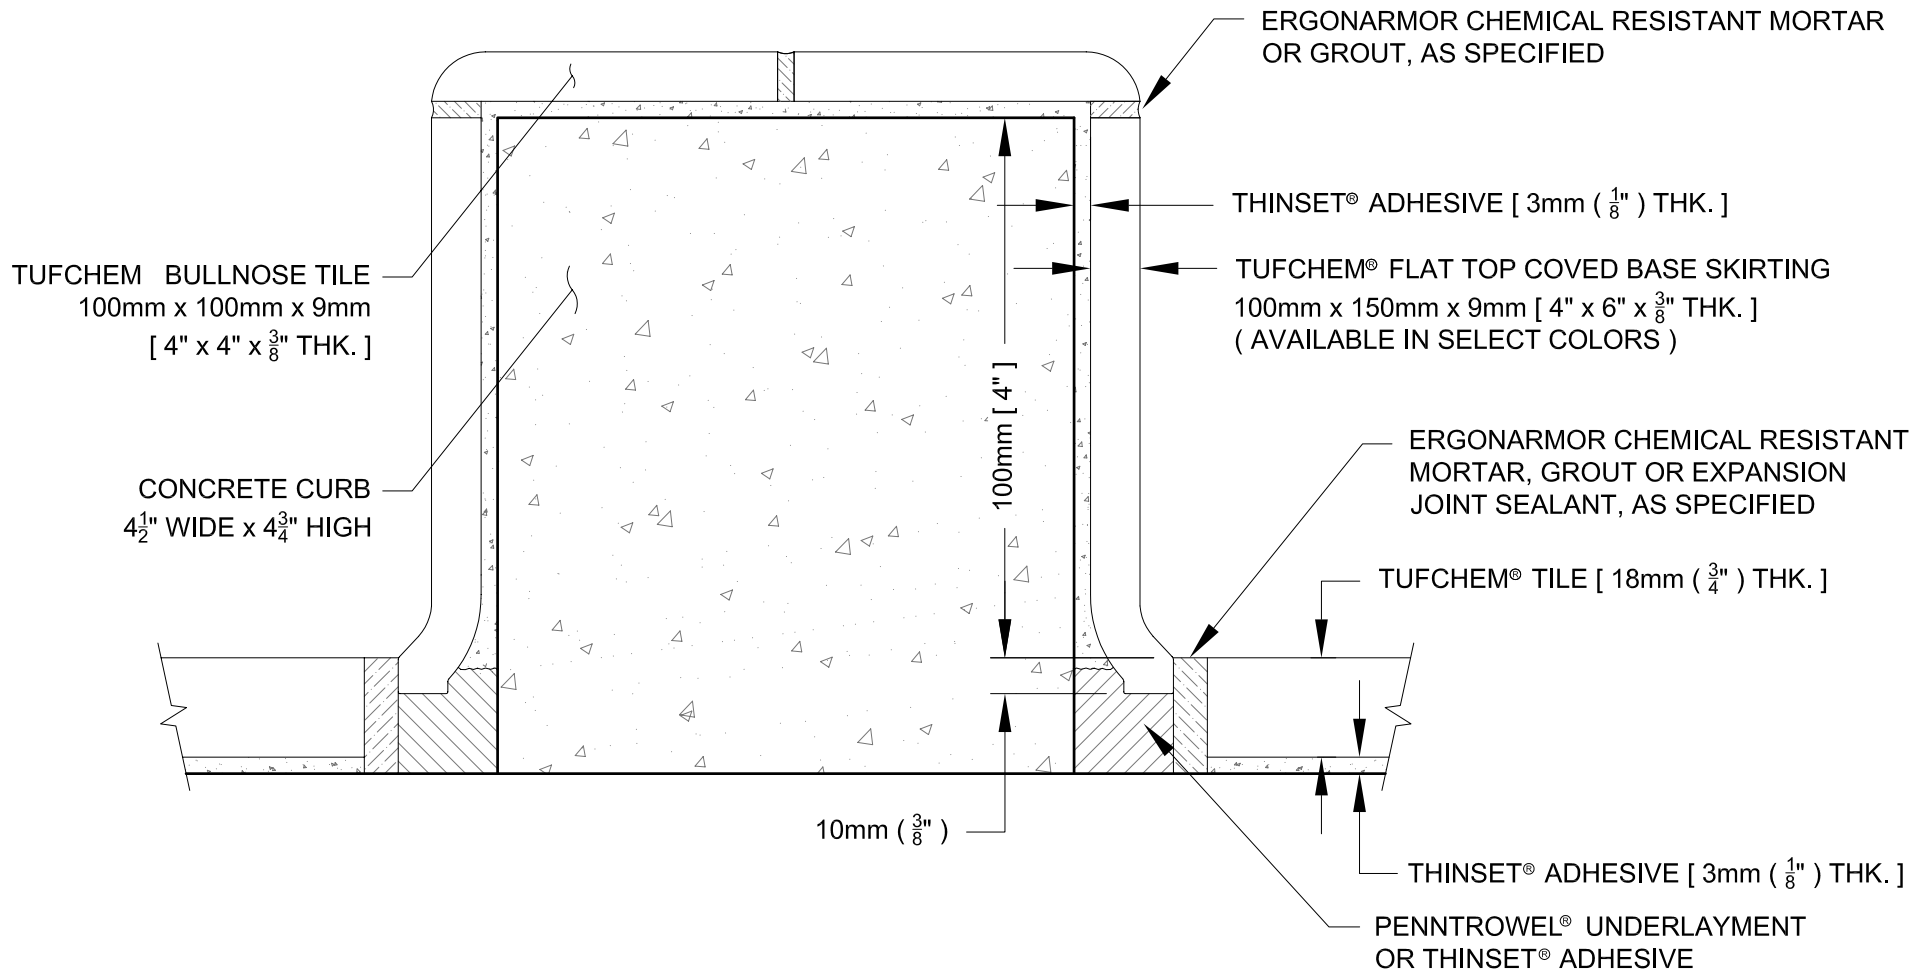 ERGONARMOR CHEMICAL RESISTANT MORTAR
OR GROUT, AS SPECIFIED
THINSET® ADHESIVE [ 3mm ( 1/8" ) THK. ]
TUFCHEM BULLNOSE TILE
100mm x 100mm x 9mm
[ 4" x 4" x 3/8" THK. ]
TUFCHEM® FLAT TOP COVED BASE SKIRTING
100mm x 150mm x 9mm [ 4" x 6" x 3/8" THK. ]
( AVAILABLE IN SELECT COLORS )
100mm [ 4" ]
CONCRETE CURB
4 1/2" WIDE x 4 3/4" HIGH
ERGONARMOR CHEMICAL RESISTANT
MORTAR, GROUT OR EXPANSION
JOINT SEALANT, AS SPECIFIED
TUFCHEM® TILE [ 18mm ( 3/4" ) THK. ]
10mm ( 3/8" )
THINSET® ADHESIVE [ 3mm ( 1/8" ) THK. ]
PENNTROWEL® UNDERLAYMENT
OR THINSET® ADHESIVE